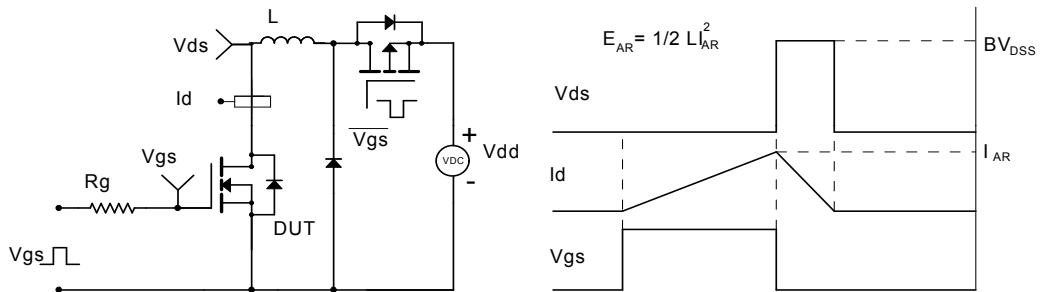 L
Vds
Id
Vgs
Rg
DUT
Vgs
Vgs
VDC
+
Vdd
-
E_AR = 1/2 LI²_AR
BV_DSS
Vds
I_AR
Id
Vgs